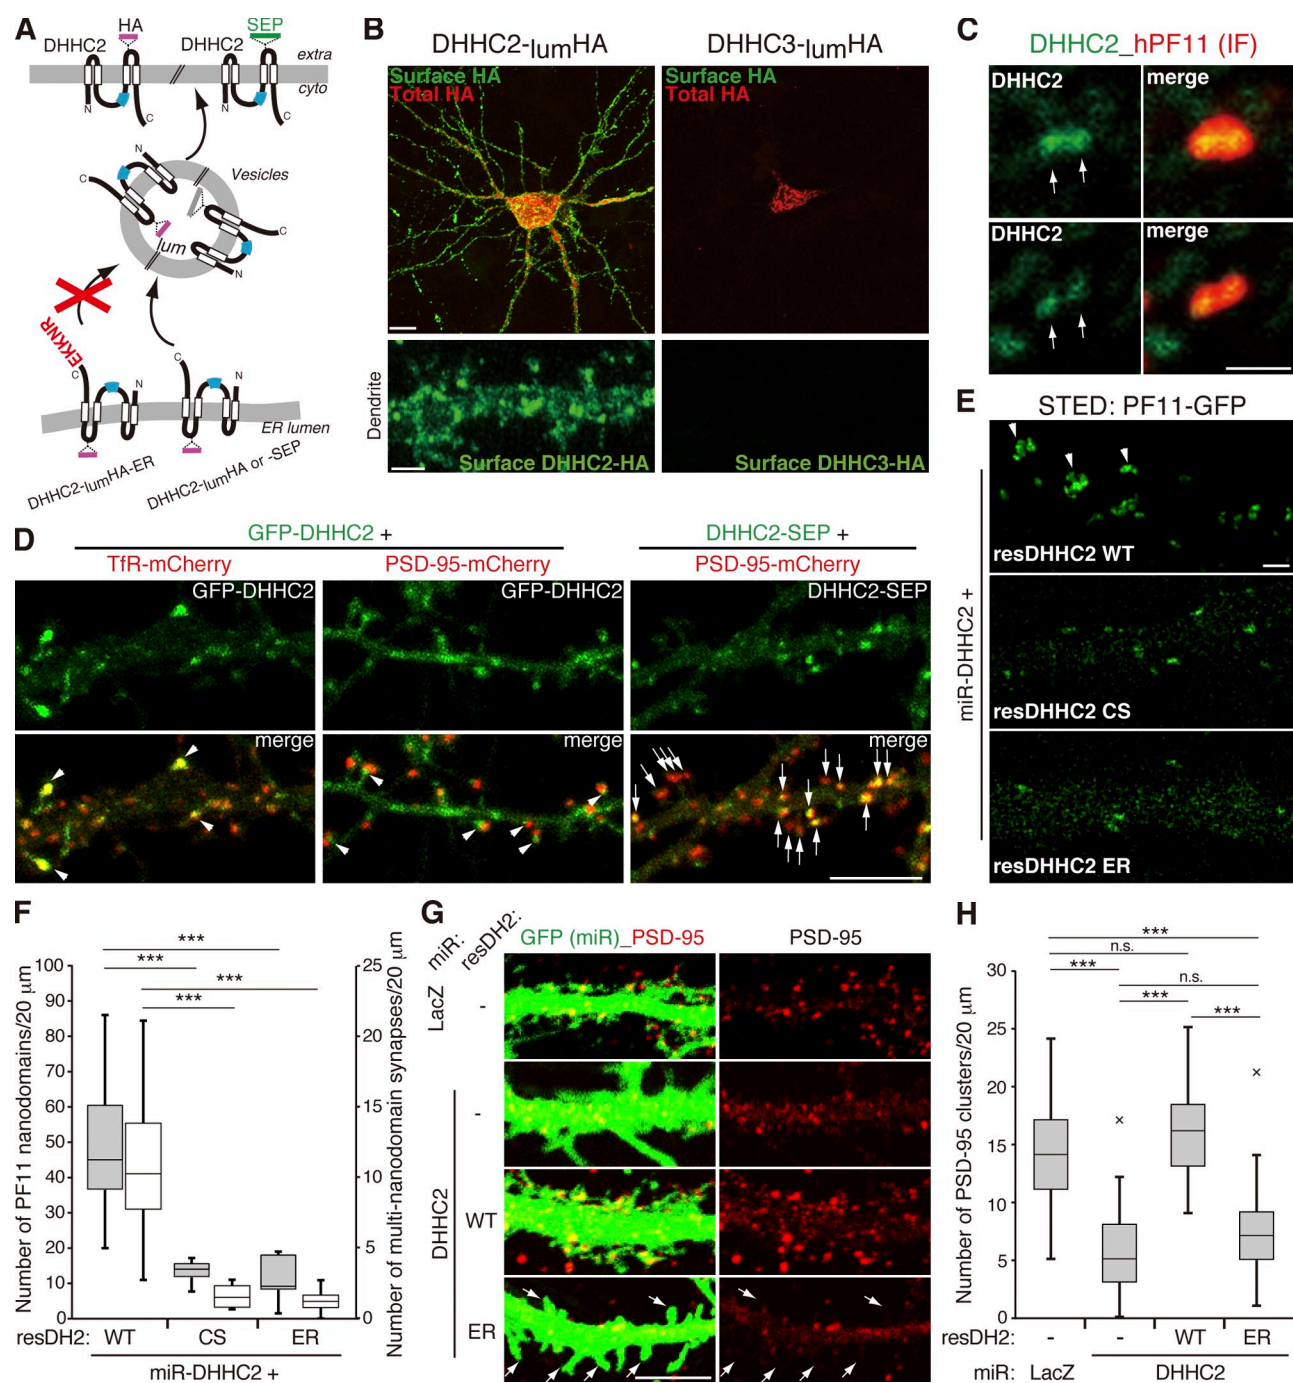 A
HA
SEP
DHHC2
DHHC2
extra
cyto
N
C
N
C
N
C
Vesicles
lum
C
N
EKKNR
C
N
C
N
ER lumen
DHHC2-lumHA-ER
DHHC2-lumHA or -SEP
B
DHHC2-lumHA
DHHC3-lumHA
Surface HA
Total HA
Surface HA
Total HA
Dendrite
Surface DHHC2-HA
Surface DHHC3-HA
C
DHHC2_hPF11 (IF)
DHHC2
merge
DHHC2
merge
D
GFP-DHHC2 +
DHHC2-SEP +
TfR-mCherry
PSD-95-mCherry
PSD-95-mCherry
GFP-DHHC2
GFP-DHHC2
DHHC2-SEP
merge
merge
merge
E
STED: PF11-GFP
miR-DHHC2 +
resDHHC2 WT
resDHHC2 CS
resDHHC2 ER
F
Number of PF11 nanodomains/20 μm
100
90
80
70
60
50
40
30
20
10
0
***
***
***
***
25
20
15
10
5
0
Number of multi-nanodomain synapses/20 μm
resDH2: WT CS ER
miR-DHHC2 +
G
miR:
resDH2:
GFP (miR)_PSD-95
PSD-95
LacZ
-
DHHC2
-
WT
ER
H
Number of PSD-95 clusters/20 μm
30
25
20
15
10
5
0
***
n.s.
***
n.s.
***
***
×
×
resDH2: - - WT ER
miR: LacZ DHHC2